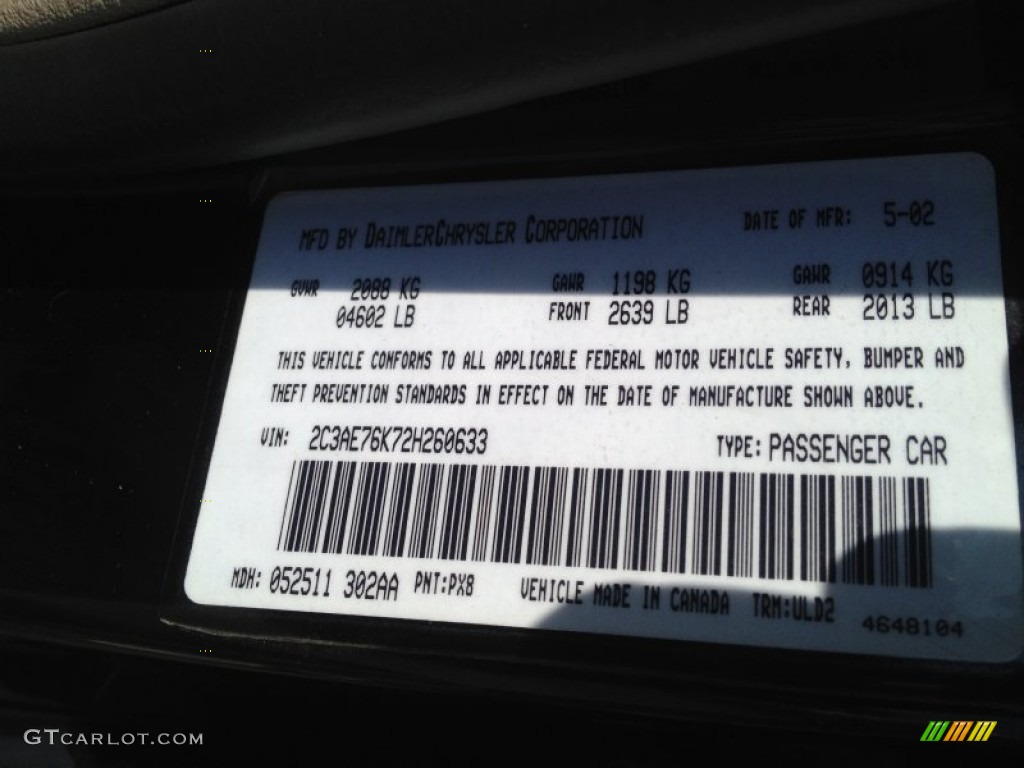 MFD BY DAIMLERCHRYSLER CORPORATION DATE OF MFR: 5-02
GVWR 2088 KG GAWR 1198 KG GAWR 0914 KG
04602 LB FRONT 2639 LB REAR 2013 LB
THIS VEHICLE CONFORMS TO ALL APPLICABLE FEDERAL MOTOR VEHICLE SAFETY, BUMPER AND
THEFT PREVENTION STANDARDS IN EFFECT ON THE DATE OF MANUFACTURE SHOWN ABOVE.
VIN: 2C3AE76K72H260633 TYPE: PASSENGER CAR
MDH: 052511 302AA PNT:PX8 VEHICLE MADE IN CANADA TRM:ULD2
4648104
GTCARLOT.COM